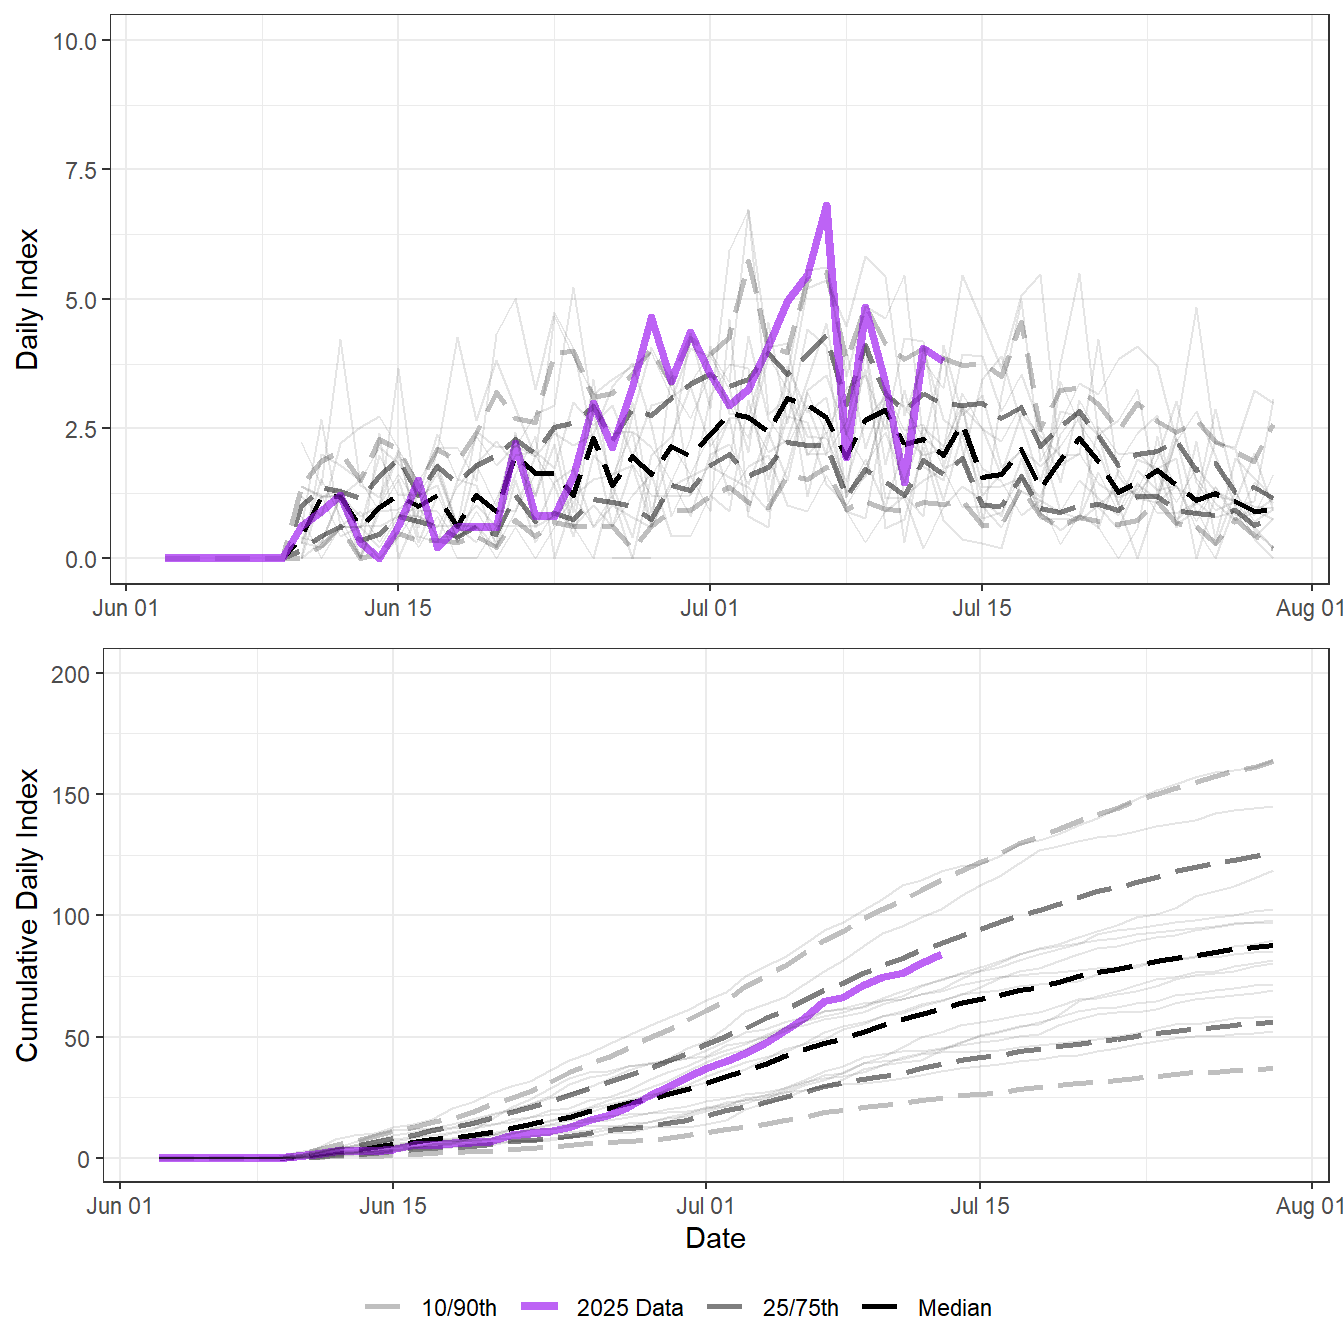 Daily Index
10.0
7.5
5.0
2.5
0.0
Jun 01
Jun 15
Jul 01
Jul 15
Aug 01
Cumulative Daily Index
200
150
100
50
0
Jun 01
Jun 15
Jul 01
Jul 15
Aug 01
Date
10/90th
2025 Data
25/75th
Median